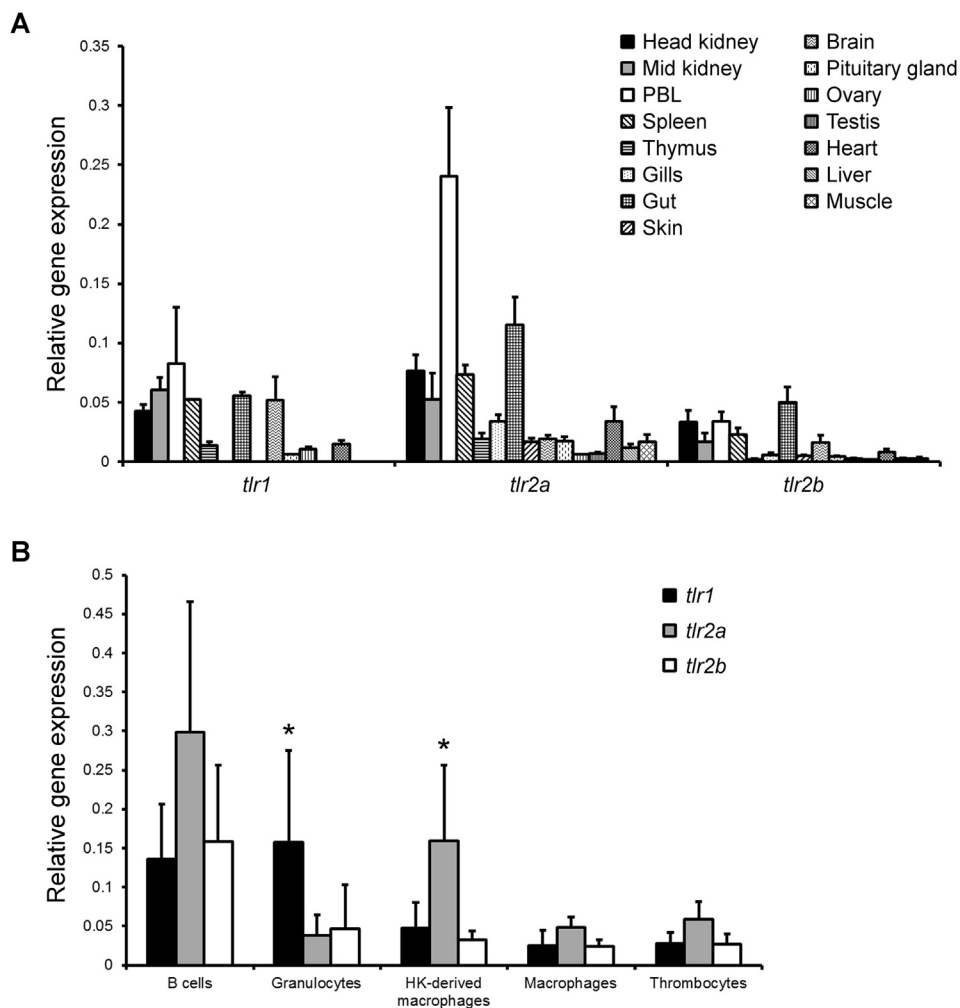 A
0.35
0.3
0.25
0.2
0.15
0.1
0.05
0
Relative gene expression
Head kidney
Mid kidney
PBL
Spleen
Thymus
Gills
Gut
Skin
Brain
Pituitary gland
Ovary
Testis
Heart
Liver
Muscle
tlr1 tlr2a tlr2b
B
0.5
0.45
0.4
0.35
0.3
0.25
0.2
0.15
0.1
0.05
0
Relative gene expression
tlr1
tlr2a
tlr2b
* *
B cells Granulocytes HK-derived Macrophages Thrombocytes
macrophages